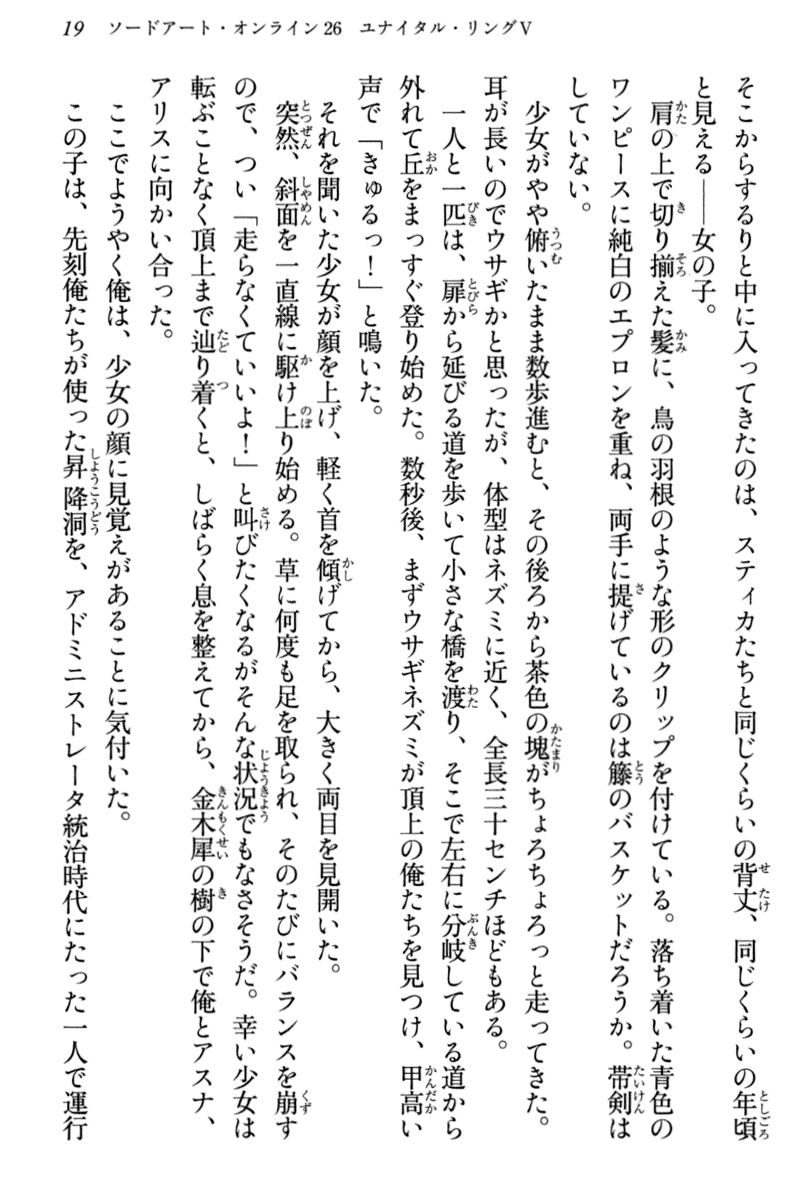 19　ソードアート・オンライン26　ユナイタル・リングⅤ
そこからするりと中に入ってきたのは、スティカたちと同じくらいの背丈、同じくらいの年頃
と見える――女の子。
　肩の上で切り揃えた髪に、鳥の羽根のような形のクリップを付けている。落ち着いた青色の
ワンピースに純白のエプロンを重ね、両手に提げているのは籐のバスケットだろうか。帯剣は
していない。
　少女がやや俯いたまま数歩進むと、その後ろから茶色の塊がちょろちょろっと走ってきた。
耳が長いのでウサギかと思ったが、体型はネズミに近く、全長三十センチほどもある。
　一人と一匹は、扉から延びる道を歩いて小さな橋を渡り、そこで左右に分岐している道から
外れて丘をまっすぐ登り始めた。数秒後、まずウサギネズミが頂上の俺たちを見つけ、甲高い
声で「きゅるっ！」と鳴いた。
　それを聞いた少女が顔を上げ、軽く首を傾げてから、大きく両目を見開いた。
　突然、斜面を一直線に駆け上り始める。草に何度も足を取られ、そのたびにバランスを崩す
ので、つい「走らなくていいよ！」と叫びたくなるがそんな状況でもなさそうだ。幸い少女は
転ぶことなく頂上まで辿り着くと、しばらく息を整えてから、金木犀の樹の下で俺とアスナ、
アリスに向かい合った。
　ここでようやく俺は、少女の顔に見覚えがあることに気付いた。
　この子は、先刻俺たちが使った昇降洞を、アドミニストレータ統治時代にたった一人で運行